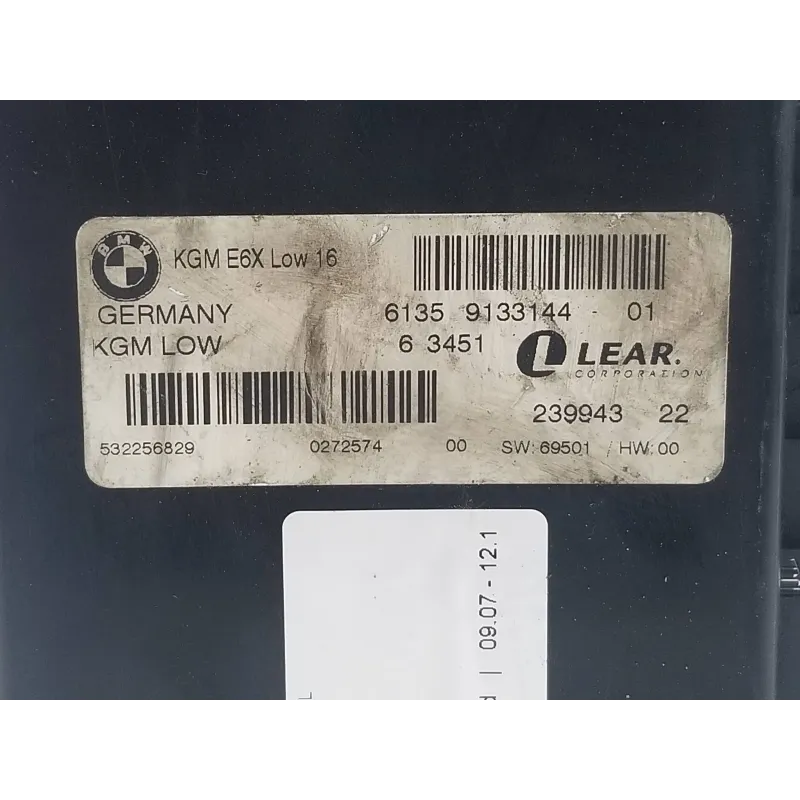 BMW
KGM E6X Low 16
GERMANY 6135 9133144 - 01
KGM LOW 6 3451 LEAR.
CORPORATION
239943 22
532256829 0272574 00 SW: 69501 / HW: 00
09.07 - 12.1